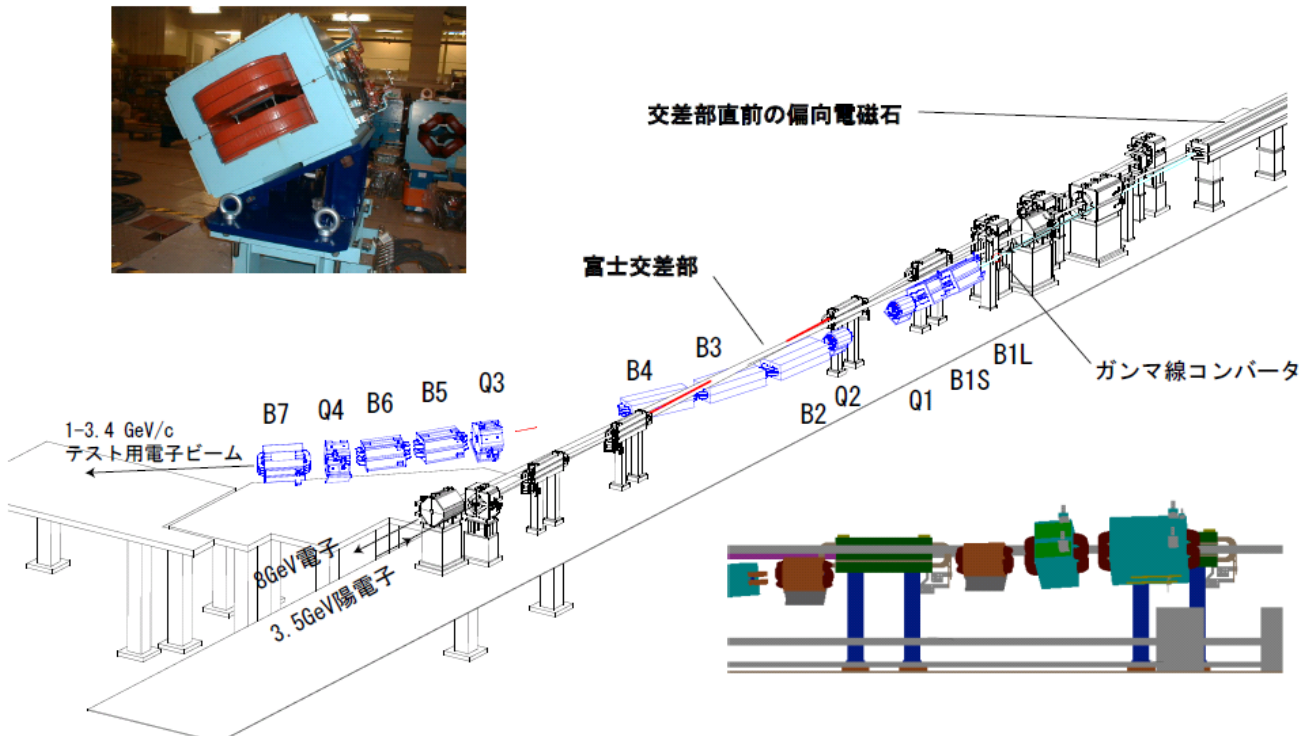 交差部直前の偏向電磁石
富士交差部
ガンマ線コンバータ
B1L
B1S
Q1
Q2
B2
B3
B4
Q3
B5
B6
Q4
B7
1-3.4 GeV/c
テスト用電子ビーム
8GeV電子
3.5GeV陽電子